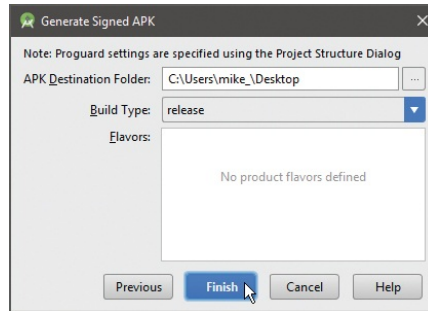 Generate Signed APK
Note: Proguard settings are specified using the Project Structure Dialog
APK Destination Folder: C:\Users\mike_\Desktop ...
Build Type: release
Flavors:
No product flavors defined
Previous Finish Cancel Help